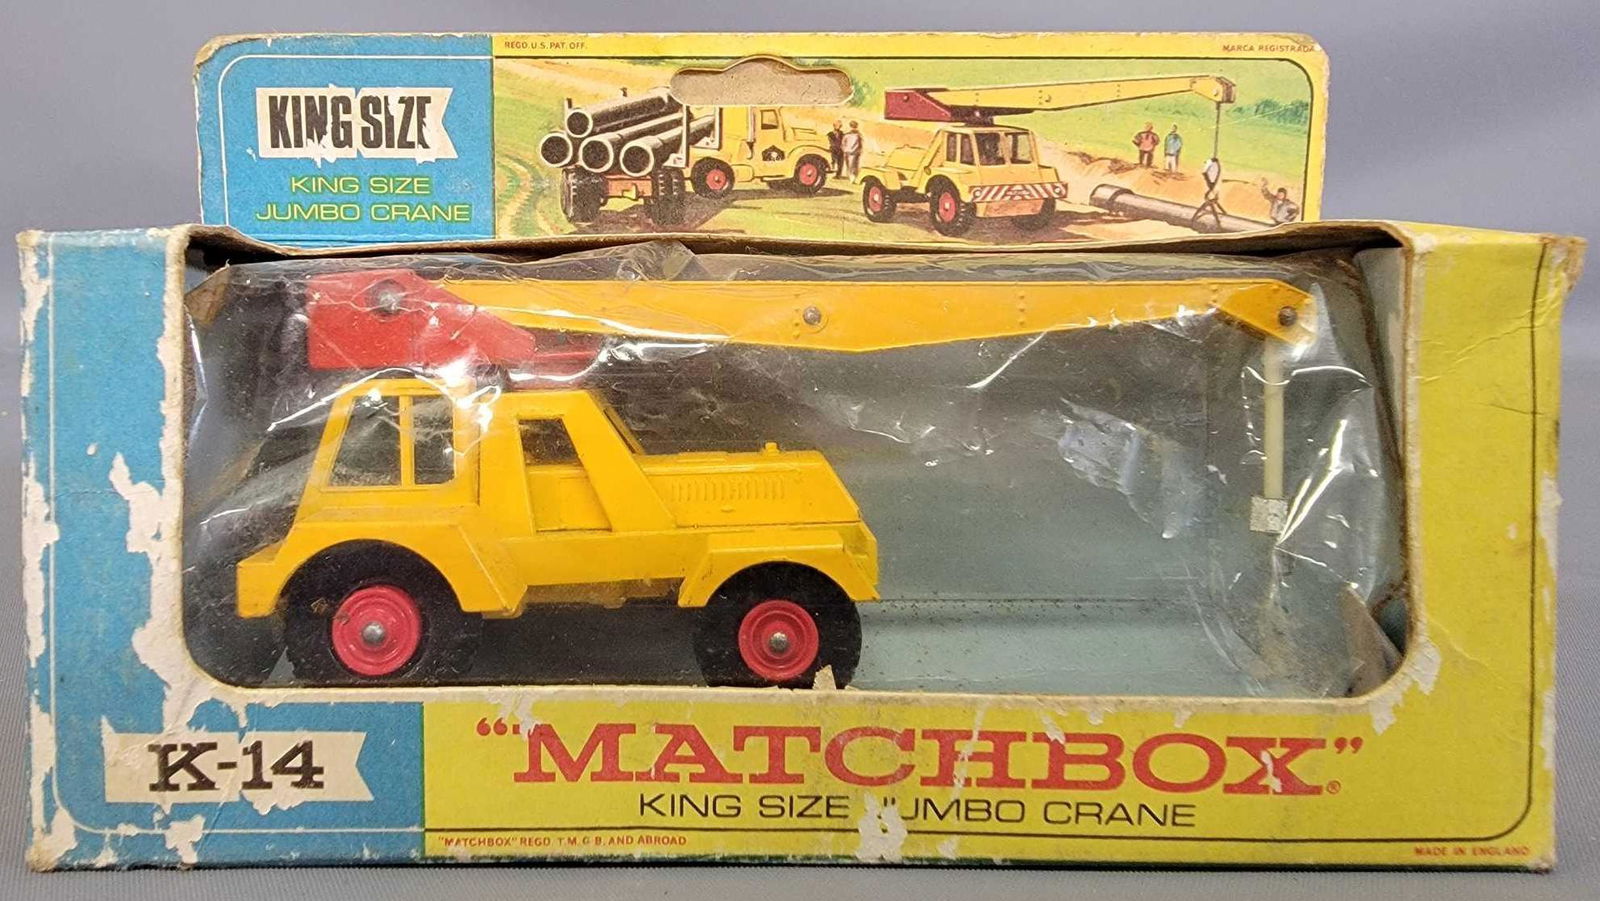 REGD. U.S. PAT. OFF.
MARCA REGISTRADA
KING SIZE
KING SIZE
JUMBO CRANE
K-14
"MATCHBOX"®
KING SIZE JUMBO CRANE
"MATCHBOX" REGD. T.M. G.B. AND ABROAD
MADE IN ENGLAND